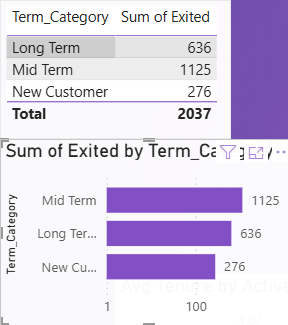 Term_Category Sum of Exited
Long Term 636
Mid Term 1125
New Customer 276
Total 2037
Sum of Exited by Term_Ca
Term_Category
Mid Term 1125
Long Ter... 636
New Cu... 276
Avg Tenure by Active
1 100